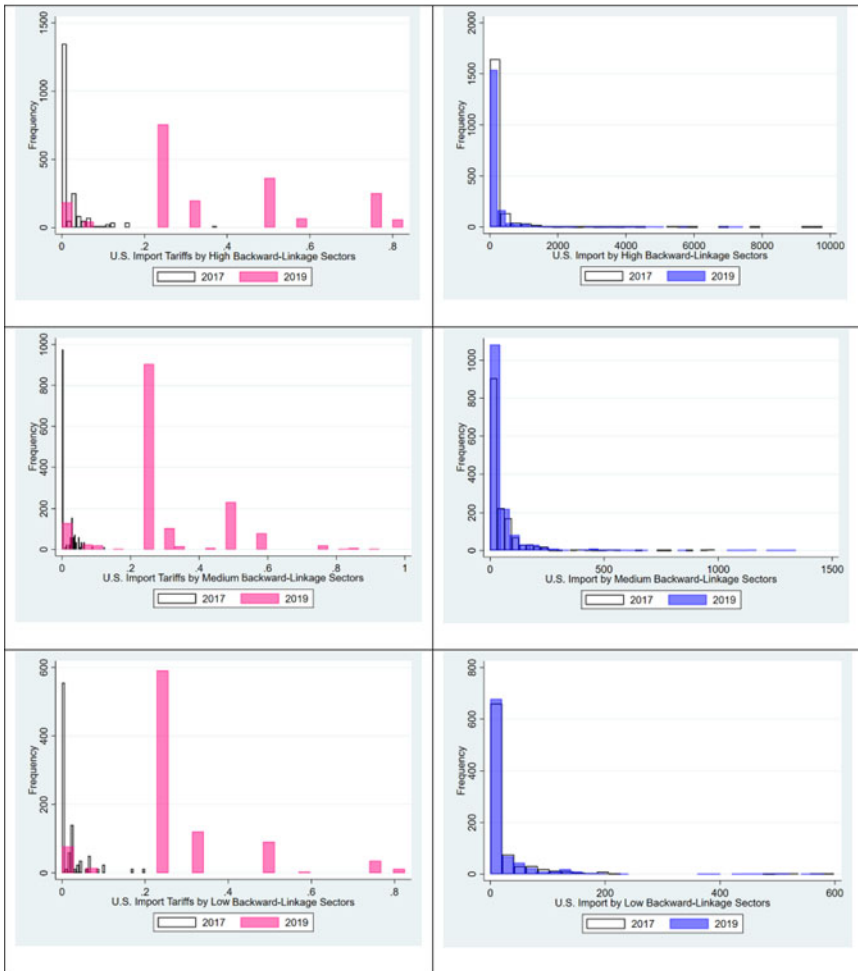 Frequency
0 500 1000 1500
0 .2 .4 .6 .8
U.S. Import Tariffs by High Backward-Linkage Sectors
2017 2019
Frequency
0 500 1000 1500 2000
0 2000 4000 6000 8000 10000
U.S. Import by High Backward-Linkage Sectors
2017 2019
Frequency
0 200 400 600 800 1000
0 .2 .4 .6 .8 1
U.S. Import Tariffs by Medium Backward-Linkage Sectors
2017 2019
Frequency
0 200 400 600 800 1000
0 500 1000 1500
U.S. Import by Medium Backward-Linkage Sectors
2017 2019
Frequency
0 200 400 600
0 .2 .4 .6 .8
U.S. Import Tariffs by Low Backward-Linkage Sectors
2017 2019
Frequency
0 200 400 600 800
0 200 400 600
U.S. Import by Low Backward-Linkage Sectors
2017 2019